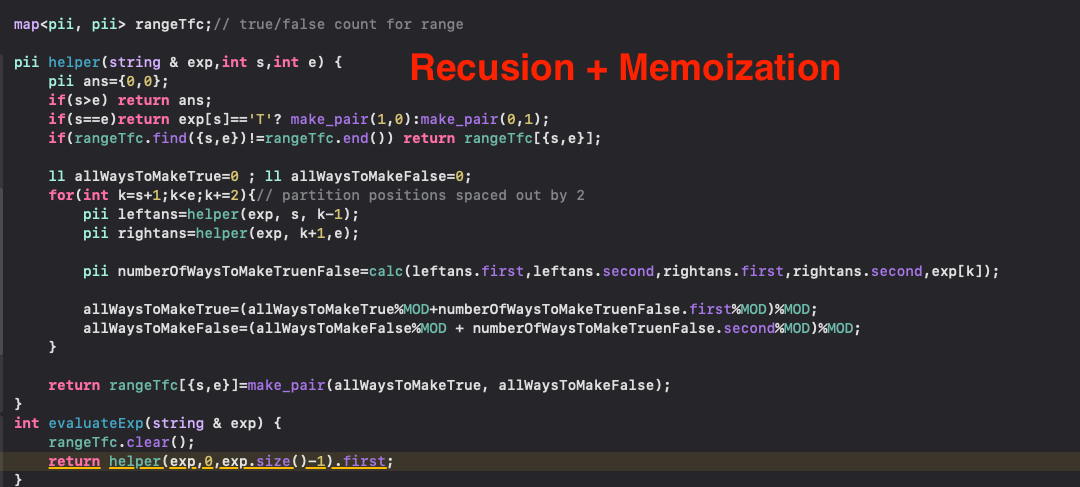 map<pii, pii> rangeTfc;// true/false count for range
pii helper(string & exp,int s,int e) {
Recusion + Memoization
    pii ans={0,0};
    if(s>e) return ans;
    if(s==e)return exp[s]=='T'? make_pair(1,0):make_pair(0,1);
    if(rangeTfc.find({s,e})!=rangeTfc.end()) return rangeTfc[{s,e}];
    ll allWaysToMakeTrue=0 ; ll allWaysToMakeFalse=0;
    for(int k=s+1;k<e;k+=2){// partition positions spaced out by 2
        pii leftans=helper(exp, s, k-1);
        pii rightans=helper(exp, k+1,e);
        pii numberOfWaysToMakeTruenFalse=calc(leftans.first,leftans.second,rightans.first,rightans.second,exp[k]);
        allWaysToMakeTrue=(allWaysToMakeTrue%MOD+numberOfWaysToMakeTruenFalse.first%MOD)%MOD;
        allWaysToMakeFalse=(allWaysToMakeFalse%MOD + numberOfWaysToMakeTruenFalse.second%MOD)%MOD;
    }
    return rangeTfc[{s,e}]=make_pair(allWaysToMakeTrue, allWaysToMakeFalse);
}
int evaluateExp(string & exp) {
    rangeTfc.clear();
    return helper(exp,0,exp.size()-1).first;
}